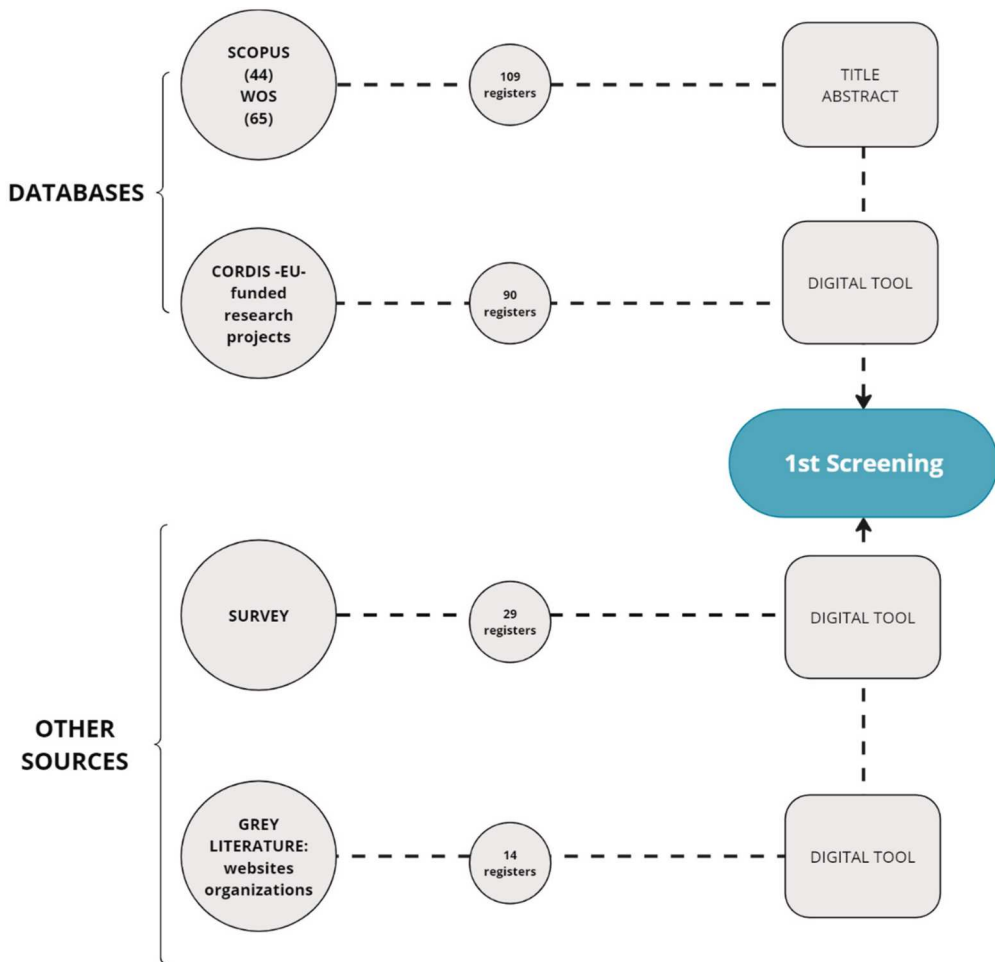 DATABASES
SCOPUS
(44)
WOS
(65)
109
registers
TITLE
ABSTRACT
CORDIS -EU-
funded
research
projects
90
registers
DIGITAL TOOL
1st Screening
OTHER
SOURCES
SURVEY
29
registers
DIGITAL TOOL
GREY
LITERATURE:
websites
organizations
14
registers
DIGITAL TOOL